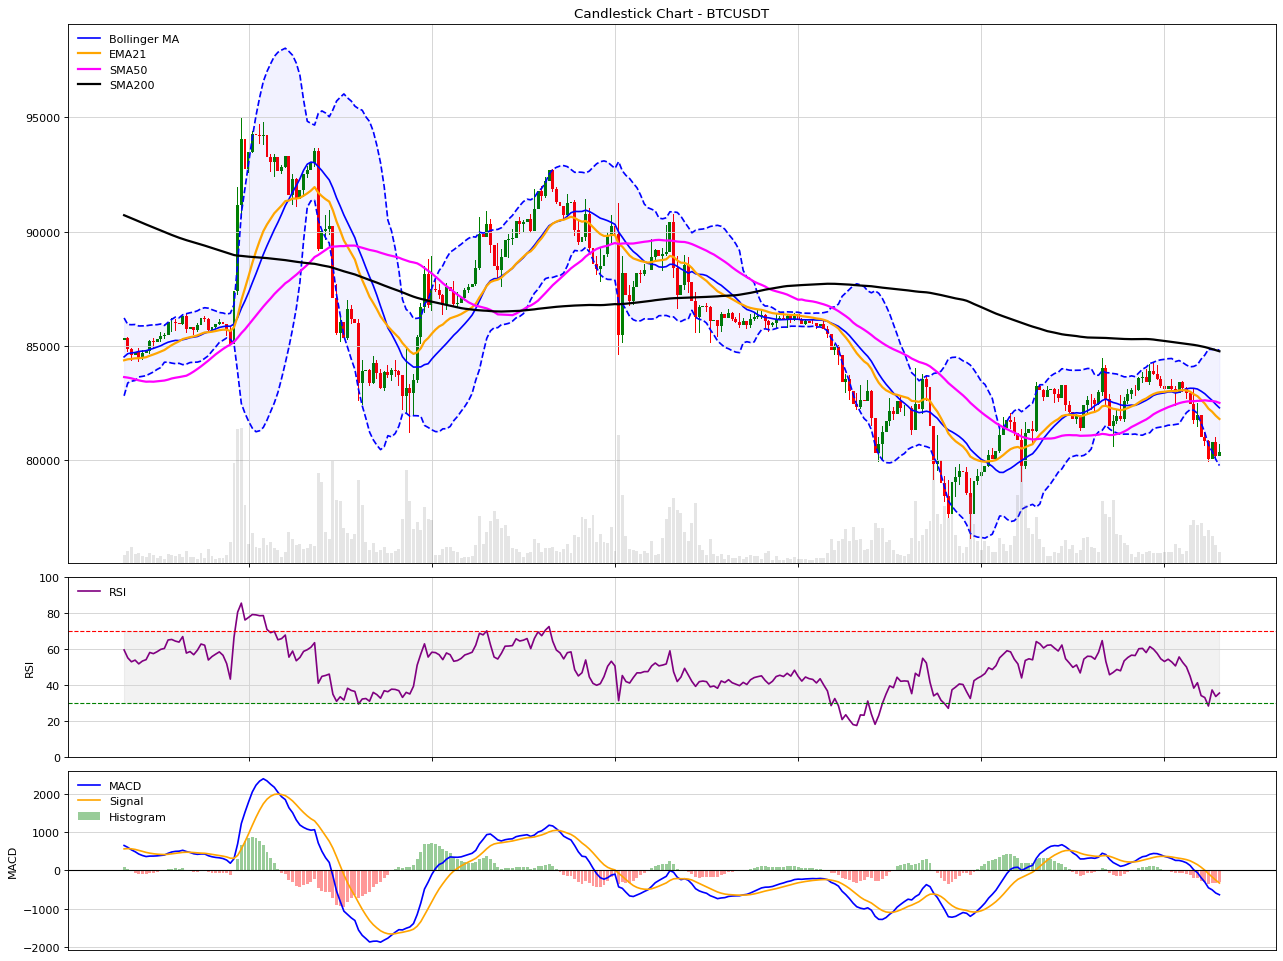 Candlestick Chart - BTCUSDT
Bollinger MA
EMA21
SMA50
SMA200
95000
90000
85000
80000
RSI
100
80
60
40
20
0
RSI
MACD
Signal
Histogram
2000
1000
0
−1000
−2000
MACD